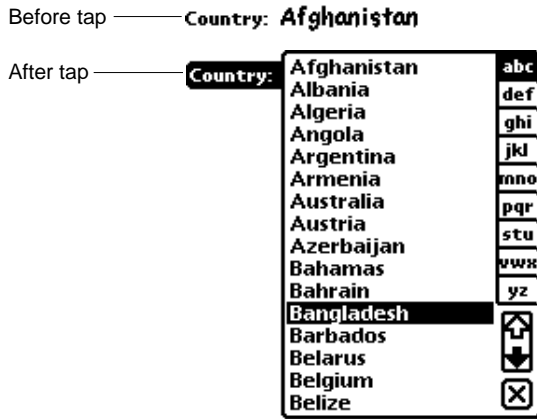 Before tap Country: Afghanistan
After tap Country:
Afghanistan
Albania
Algeria
Angola
Argentina
Armenia
Australia
Austria
Azerbaijan
Bahamas
Bahrain
Bangladesh
Barbados
Belarus
Belgium
Belize
abc
def
ghi
jkl
mno
pqr
stu
vwx
yz